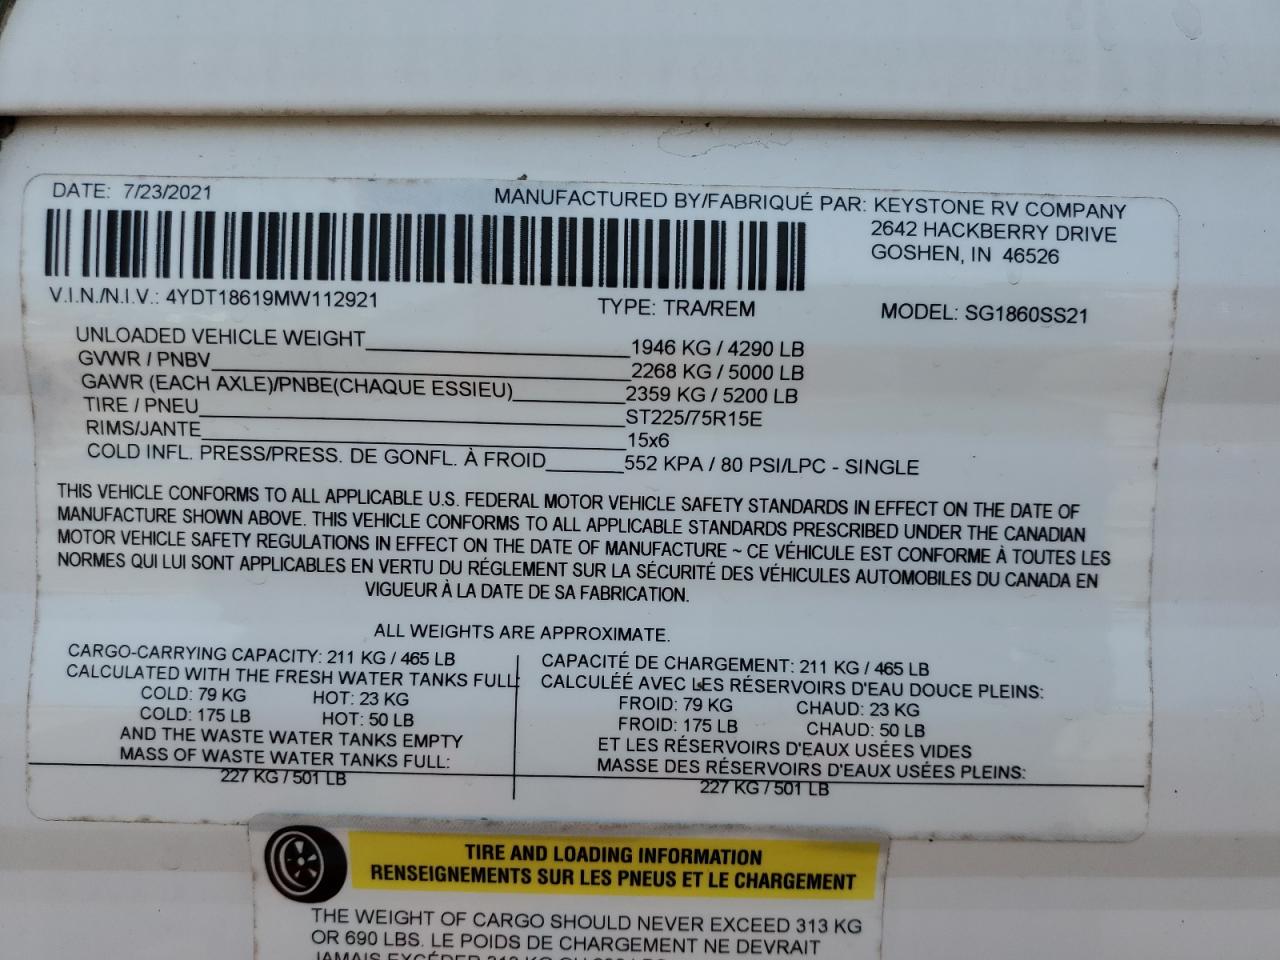 DATE: 7/23/2021
MANUFACTURED BY/FABRIQUÉ PAR: KEYSTONE RV COMPANY
2642 HACKBERRY DRIVE
GOSHEN, IN 46526
V.I.N./N.I.V.: 4YDT18619MW112921 TYPE: TRA/REM MODEL: SG1860SS21
UNLOADED VEHICLE WEIGHT 1946 KG / 4290 LB
GVWR / PNBV 2268 KG / 5000 LB
GAWR (EACH AXLE)/PNBE(CHAQUE ESSIEU) 2359 KG / 5200 LB
TIRE / PNEU ST225/75R15E
RIMS/JANTE 15x6
COLD INFL. PRESS/PRESS. DE GONFL. À FROID 552 KPA / 80 PSI/LPC - SINGLE
THIS VEHICLE CONFORMS TO ALL APPLICABLE U.S. FEDERAL MOTOR VEHICLE SAFETY STANDARDS IN EFFECT ON THE DATE OF
MANUFACTURE SHOWN ABOVE. THIS VEHICLE CONFORMS TO ALL APPLICABLE STANDARDS PRESCRIBED UNDER THE CANADIAN
MOTOR VEHICLE SAFETY REGULATIONS IN EFFECT ON THE DATE OF MANUFACTURE ~ CE VÉHICULE EST CONFORME À TOUTES LES
NORMES QUI LUI SONT APPLICABLES EN VERTU DU RÉGLEMENT SUR LA SÉCURITÉ DES VÉHICULES AUTOMOBILES DU CANADA EN
VIGUEUR À LA DATE DE SA FABRICATION.
ALL WEIGHTS ARE APPROXIMATE.
CARGO-CARRYING CAPACITY: 211 KG / 465 LB
CALCULATED WITH THE FRESH WATER TANKS FULL:
COLD: 79 KG HOT: 23 KG
COLD: 175 LB HOT: 50 LB
AND THE WASTE WATER TANKS EMPTY
MASS OF WASTE WATER TANKS FULL:
227 KG / 501 LB
CAPACITÉ DE CHARGEMENT: 211 KG / 465 LB
CALCULÉE AVEC LES RÉSERVOIRS D'EAU DOUCE PLEINS:
FROID: 79 KG CHAUD: 23 KG
FROID: 175 LB CHAUD: 50 LB
ET LES RÉSERVOIRS D'EAUX USÉES VIDES
MASSE DES RÉSERVOIRS D'EAUX USÉES PLEINS:
227 KG / 501 LB
TIRE AND LOADING INFORMATION
RENSEIGNEMENTS SUR LES PNEUS ET LE CHARGEMENT
THE WEIGHT OF CARGO SHOULD NEVER EXCEED 313 KG
OR 690 LBS. LE POIDS DE CHARGEMENT NE DEVRAIT
JAMAIS EXCÉDER 313 KG